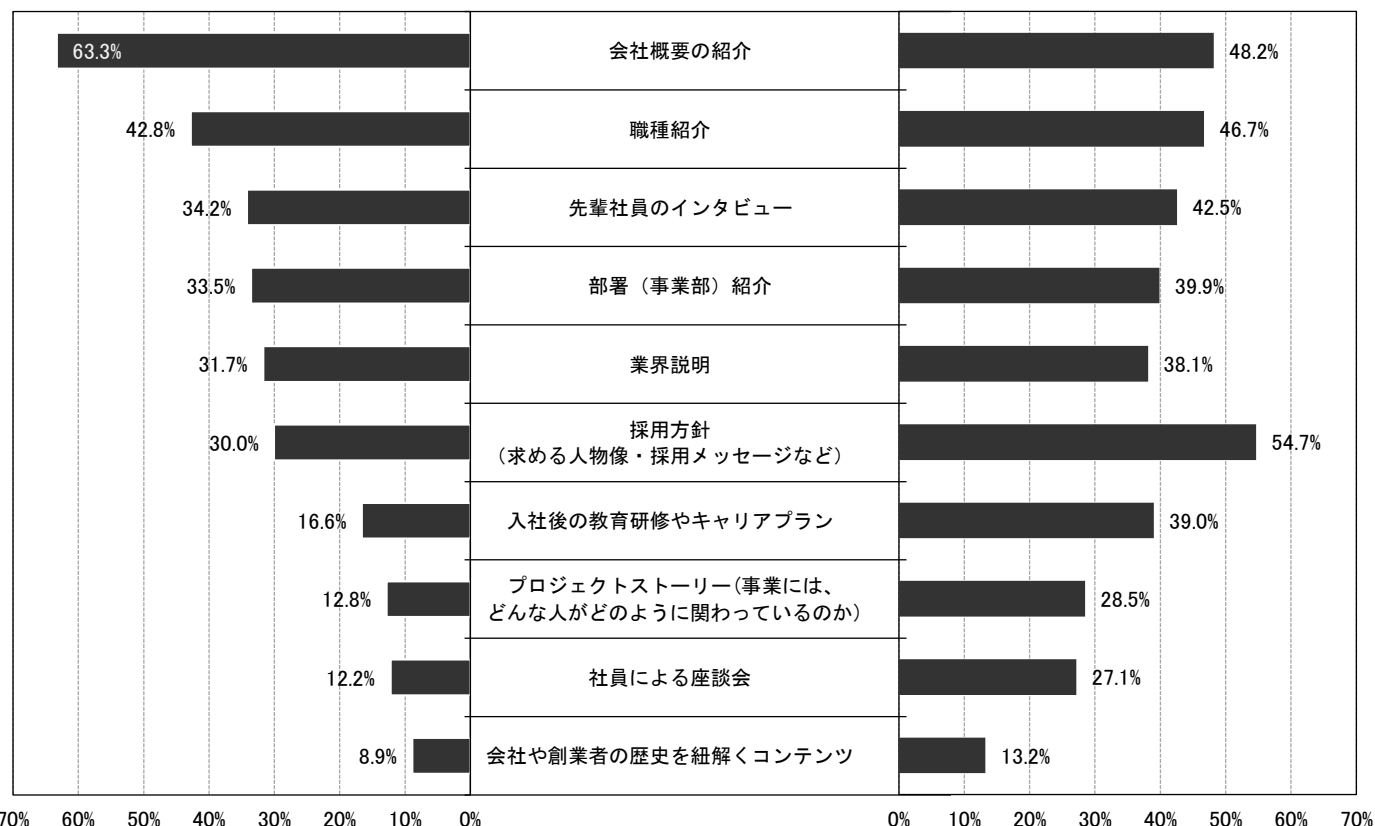 63.3% 会社概要の紹介 48.2%
42.8% 職種紹介 46.7%
34.2% 先輩社員のインタビュー 42.5%
33.5% 部署（事業部）紹介 39.9%
31.7% 業界説明 38.1%
30.0% 採用方針 54.7%
（求める人物像・採用メッセージなど）
16.6% 入社後の教育研修やキャリアプラン 39.0%
プロジェクトストーリー(事業には、
12.8% どんな人がどのように関わっているのか) 28.5%
12.2% 社員による座談会 27.1%
8.9% 会社や創業者の歴史を紐解くコンテンツ 13.2%
70% 60% 50% 40% 30% 20% 10% 0% 0% 10% 20% 30% 40% 50% 60% 70%